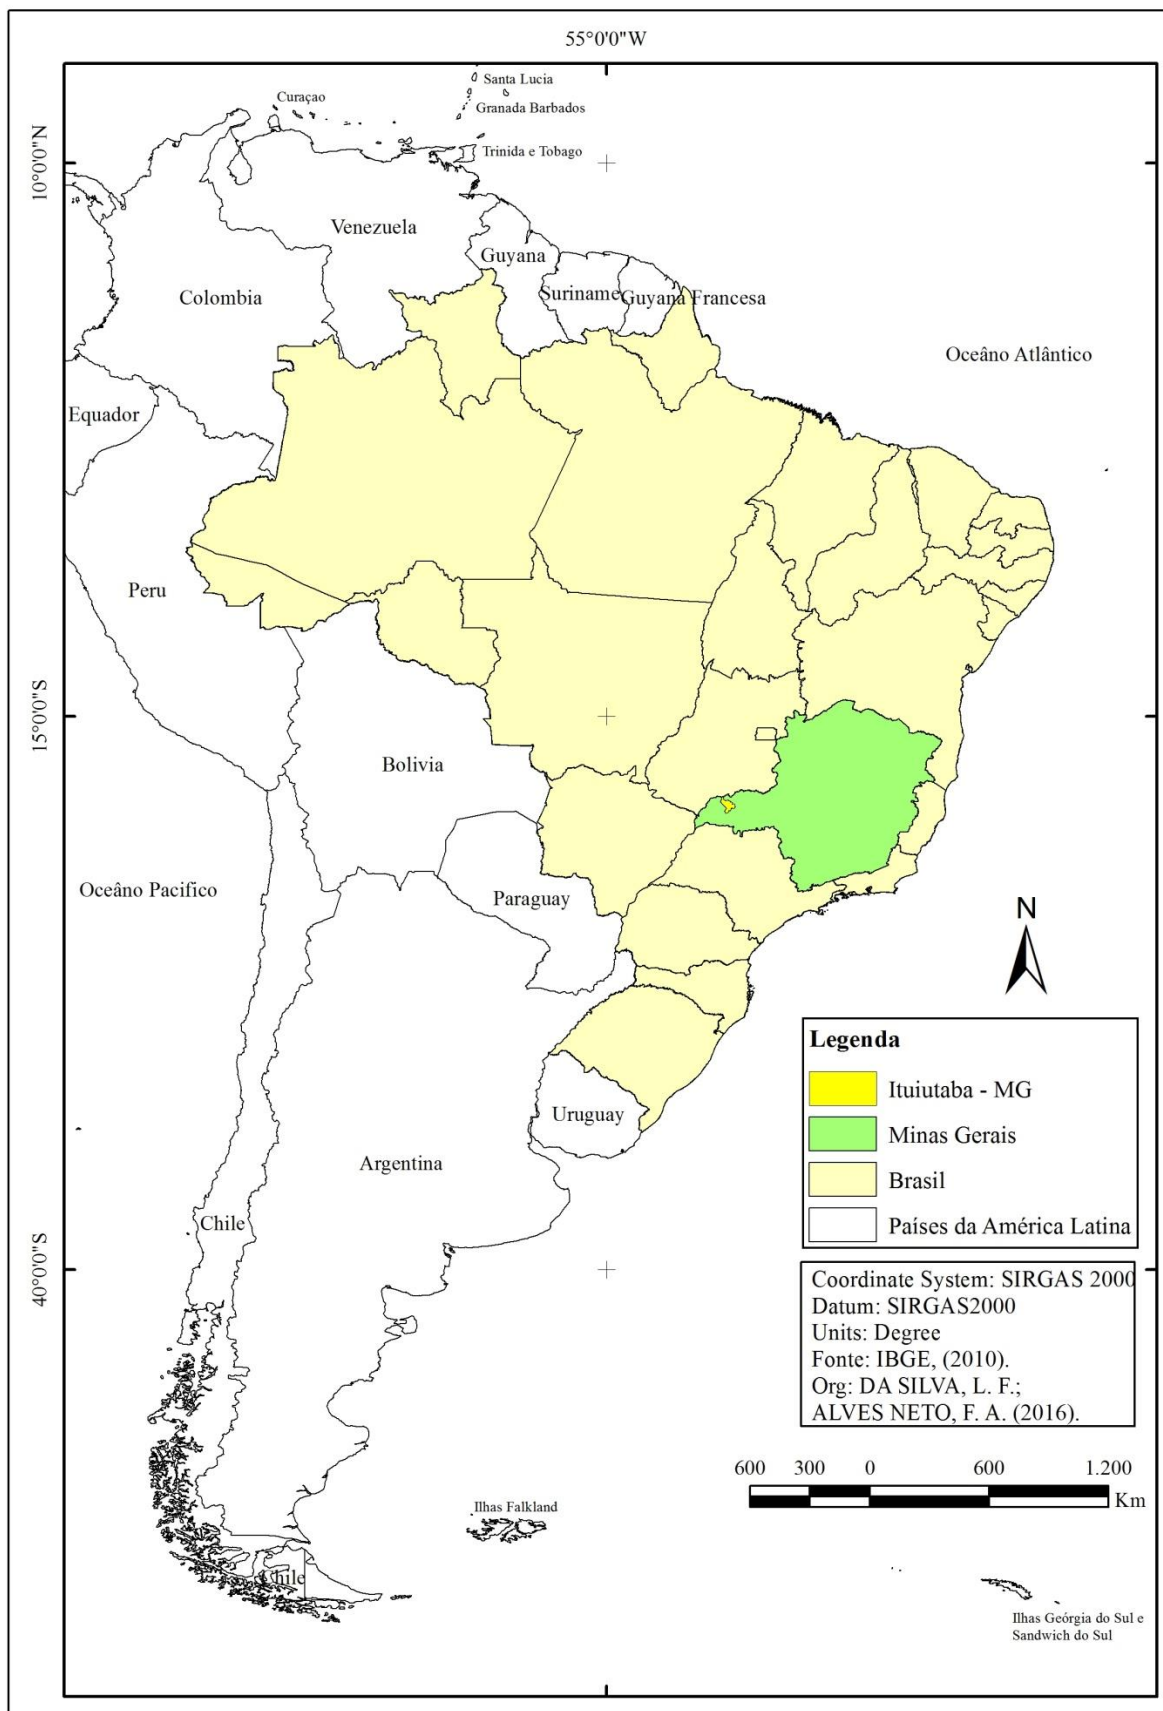 55°0'0"W
Santa Lucia
Curaçao
Granada Barbados
10°0'0"N
Trinida e Tobago
Venezuela
Guyana
Colombia
Suriname
Guyana Francesa
Oceâno Atlântico
Equador
Peru
15°0'0"S
Bolivia
Oceâno Pacifico
Paraguay
N
Legenda
Ituiutaba - MG
Minas Gerais
Brasil
Países da América Latina
Uruguay
Argentina
Chile
40°0'0"S
Coordinate System: SIRGAS 2000
Datum: SIRGAS2000
Units: Degree
Fonte: IBGE, (2010).
Org: DA SILVA, L. F.;
ALVES NETO, F. A. (2016).
600 300 0 600 1.200
Km
Ilhas Falkland
Chile
Ilhas Geórgia do Sul e
Sandwich do Sul